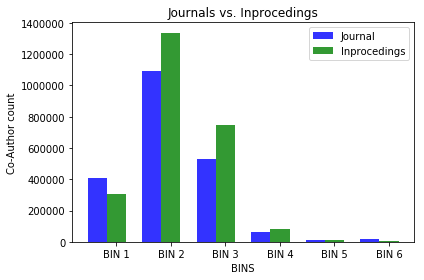 Journals vs. Inprocedings
Journal
Inprocedings
Co-Author count
1400000
1200000
1000000
800000
600000
400000
200000
0
BIN 1 BIN 2 BIN 3 BIN 4 BIN 5 BIN 6
BINS